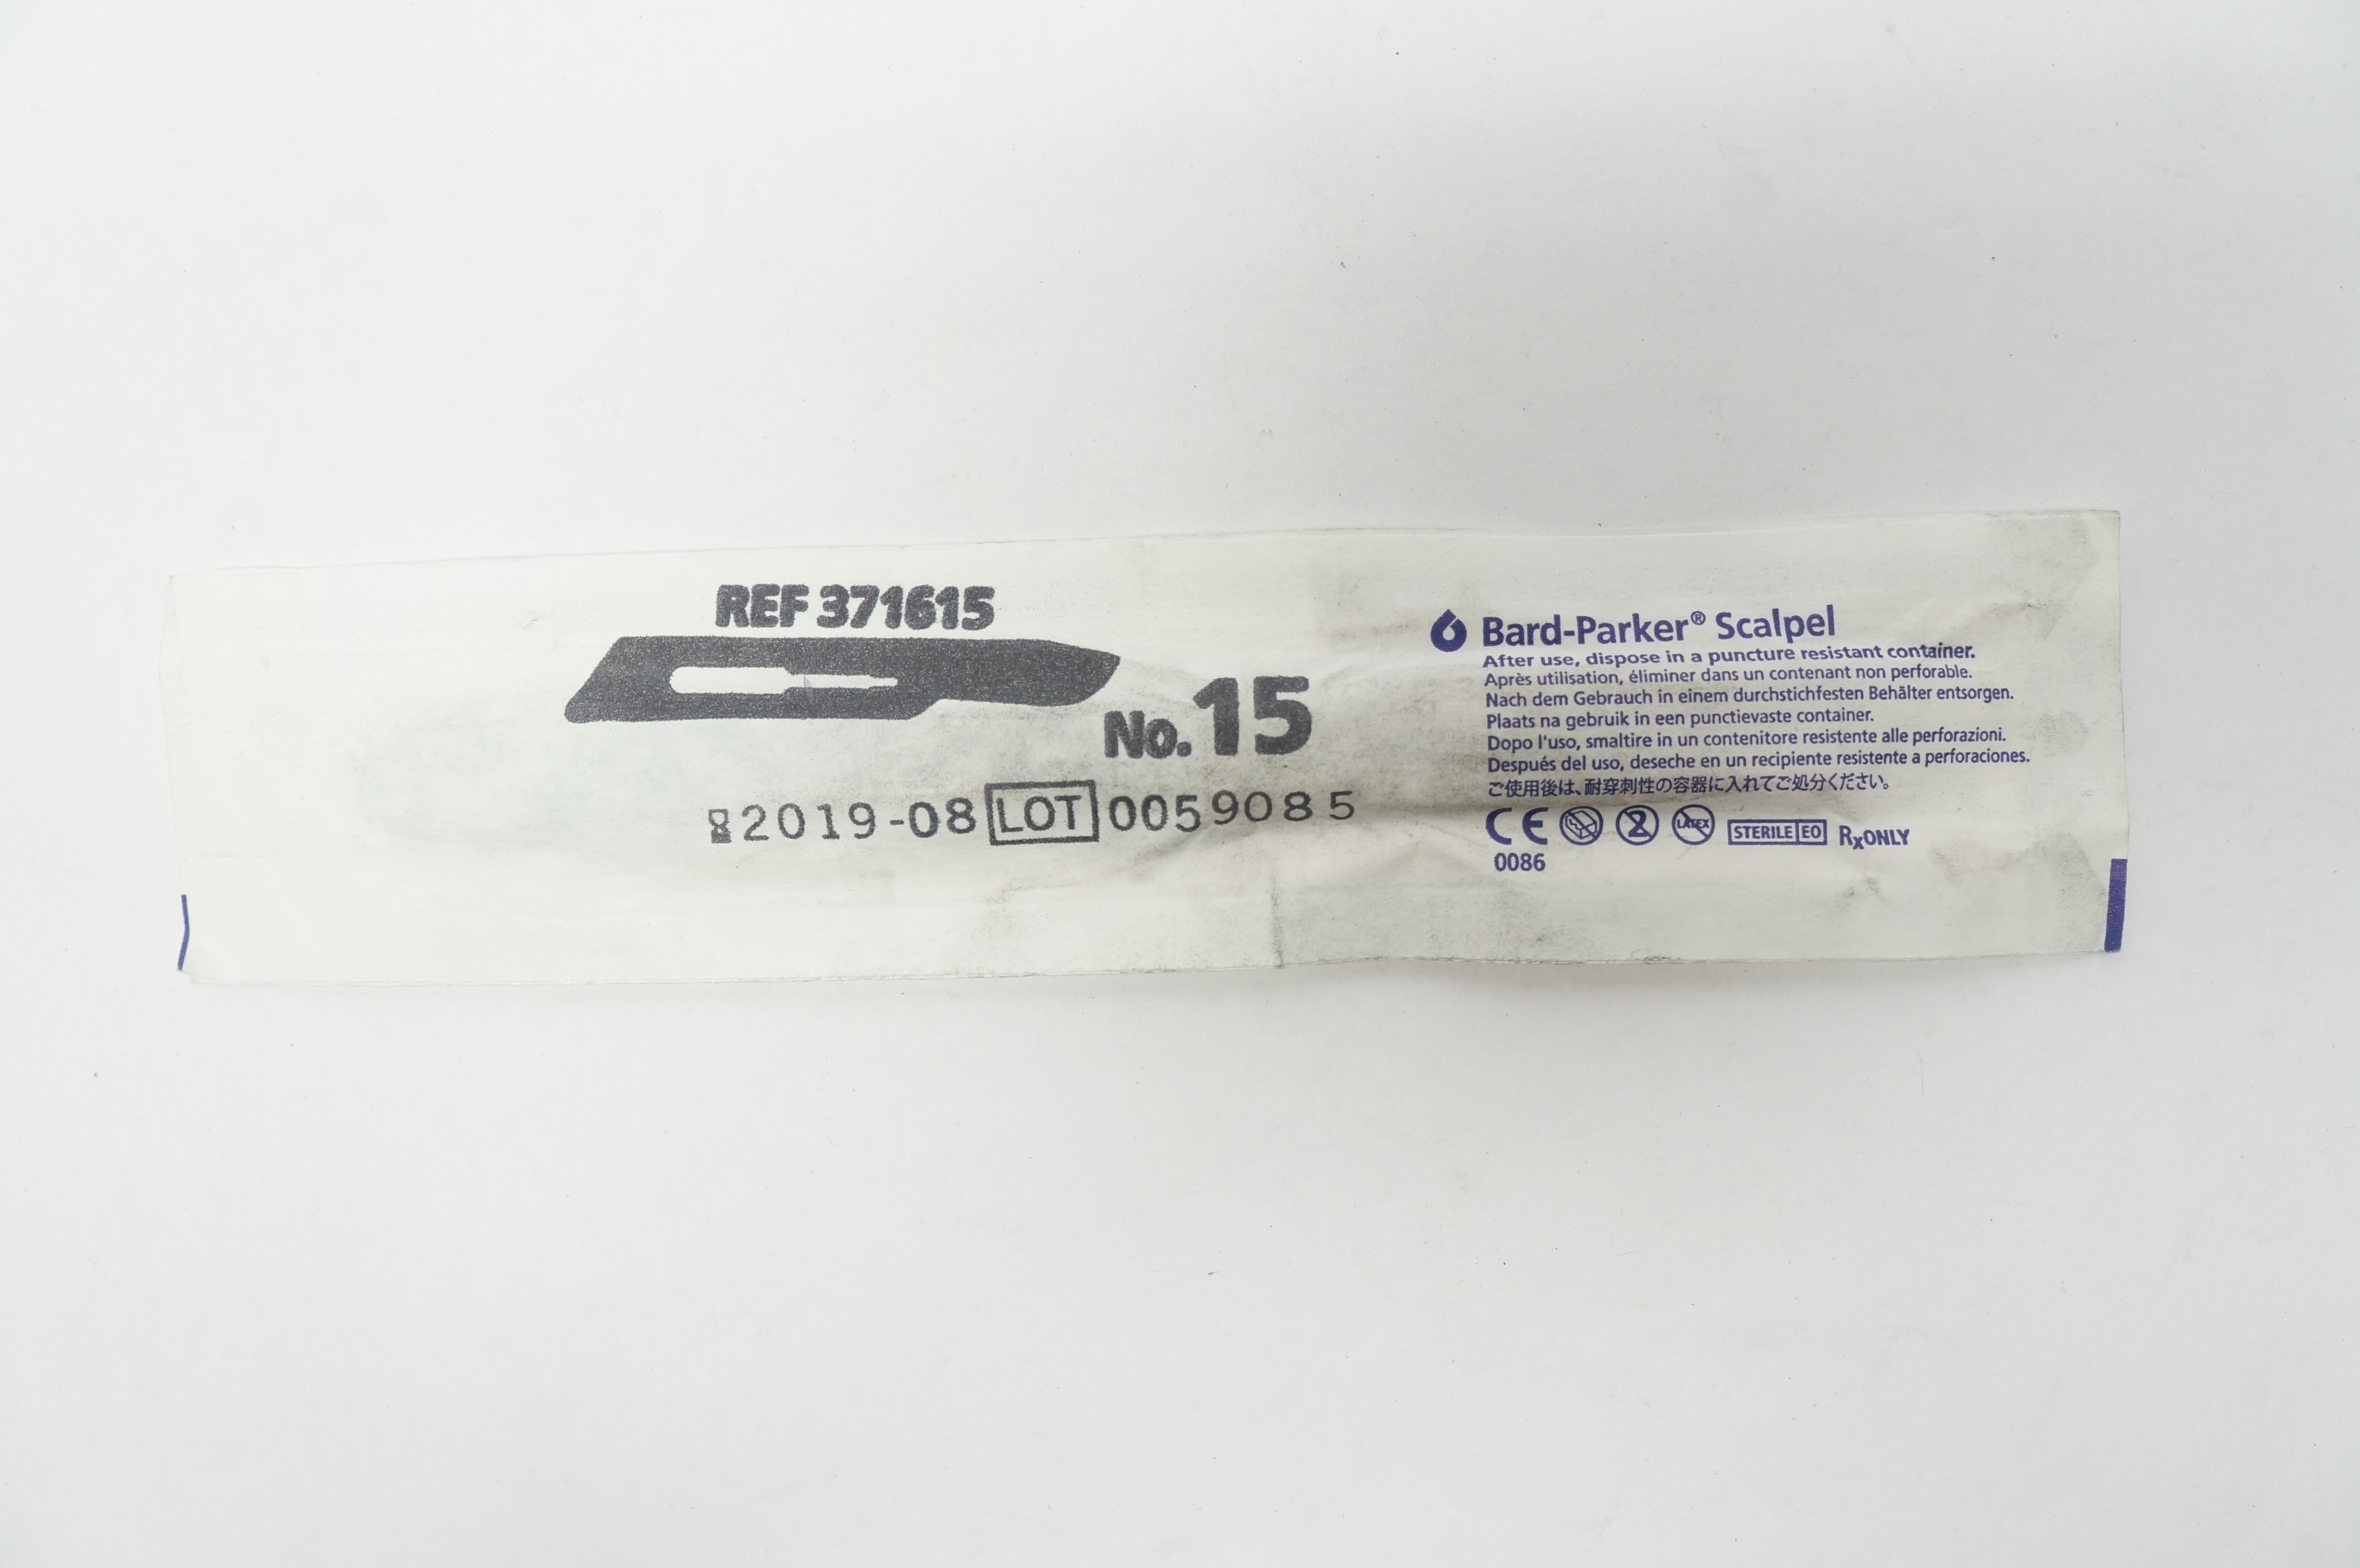 REF 371615
No.15
2019-08 LOT 0059085
Bard-Parker® Scalpel
After use, dispose in a puncture resistant container.
Après utilisation, éliminer dans un contenant non perforable.
Nach dem Gebrauch in einem durchstichfesten Behälter entsorgen.
Plaats na gebruik in een punctievaste container.
Dopo l'uso, smaltire in un contenitore resistente alle perforazioni.
Después del uso, deseche en un recipiente resistente a perforaciones.
ご使用後は、耐穿刺性の容器に入れてご処分ください。
CE 2 LATEX STERILE EO RxONLY
0086